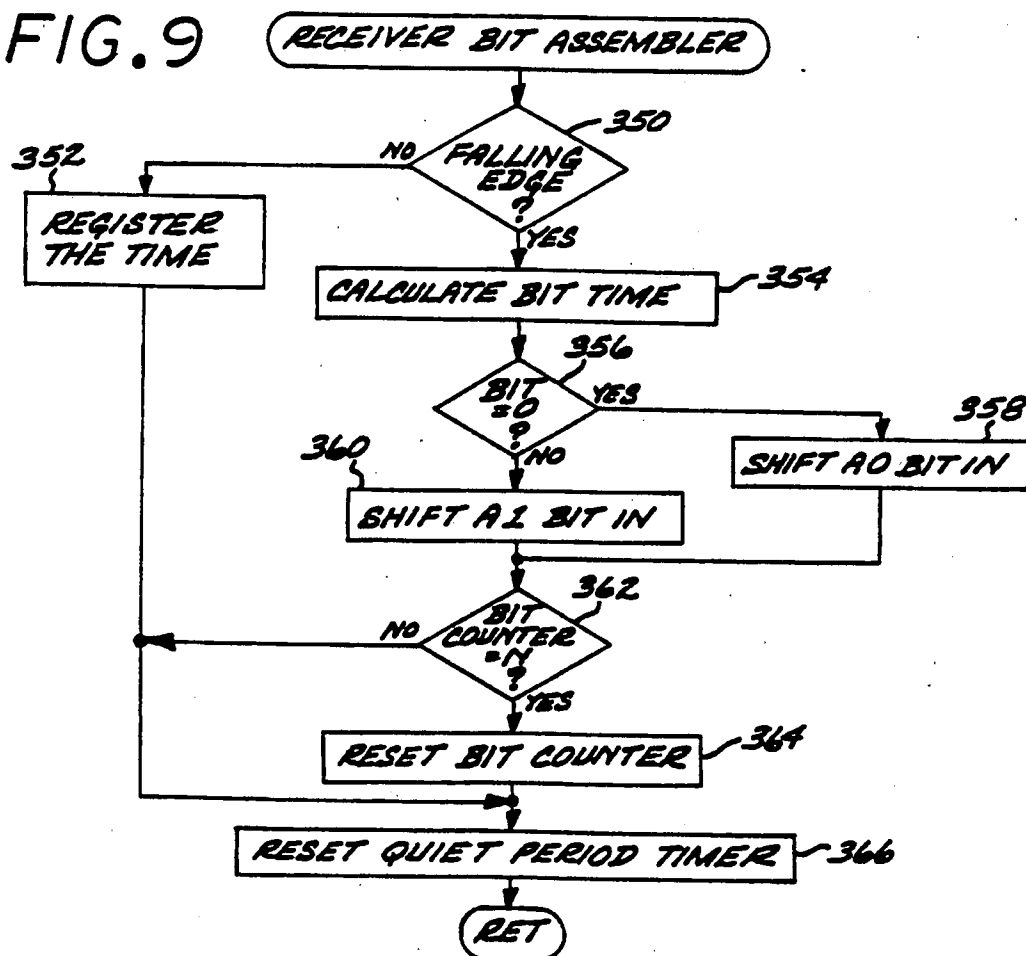 FIG. 9
RECEIVER BIT ASSEMBLER
350
FALLING
EDGE
?
NO
YES
352
REGISTER
THE TIME
CALCULATE BIT TIME
354
356
BIT
=0
?
YES
NO
358
SHIFT A 0 BIT IN
360
SHIFT A 1 BIT IN
362
BIT
COUNTER
=N
?
NO
YES
RESET BIT COUNTER
364
RESET QUIET PERIOD TIMER
366
RET